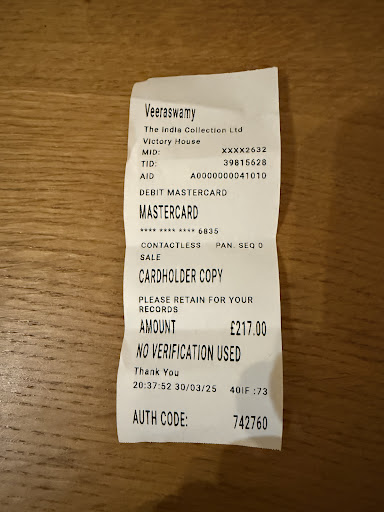 Veeraswamy
The India Collection Ltd
Victory House
MID: XXXX2632
TID: 39815628
AID A0000000041010
DEBIT MASTERCARD
MASTERCARD
**** **** **** 6835
CONTACTLESS PAN. SEQ 0
SALE
CARDHOLDER COPY
PLEASE RETAIN FOR YOUR
RECORDS
AMOUNT £217.00
NO VERIFICATION USED
Thank You
20:37:52 30/03/25 40IF :73
AUTH CODE: 742760